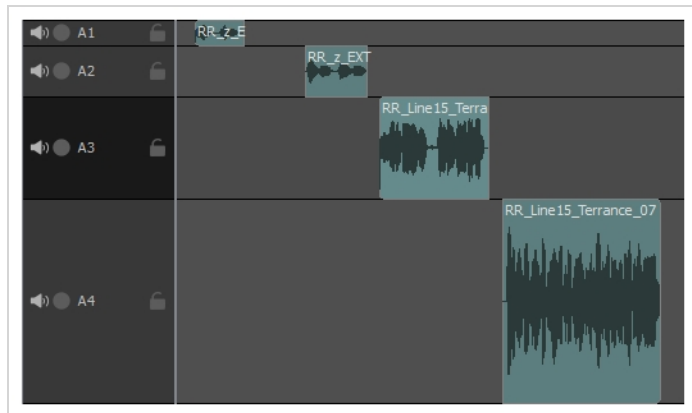 A1
RR_z_E
A2
RR_z_EXT
A3
RR_Line15_Terra
A4
RR_Line15_Terrance_07